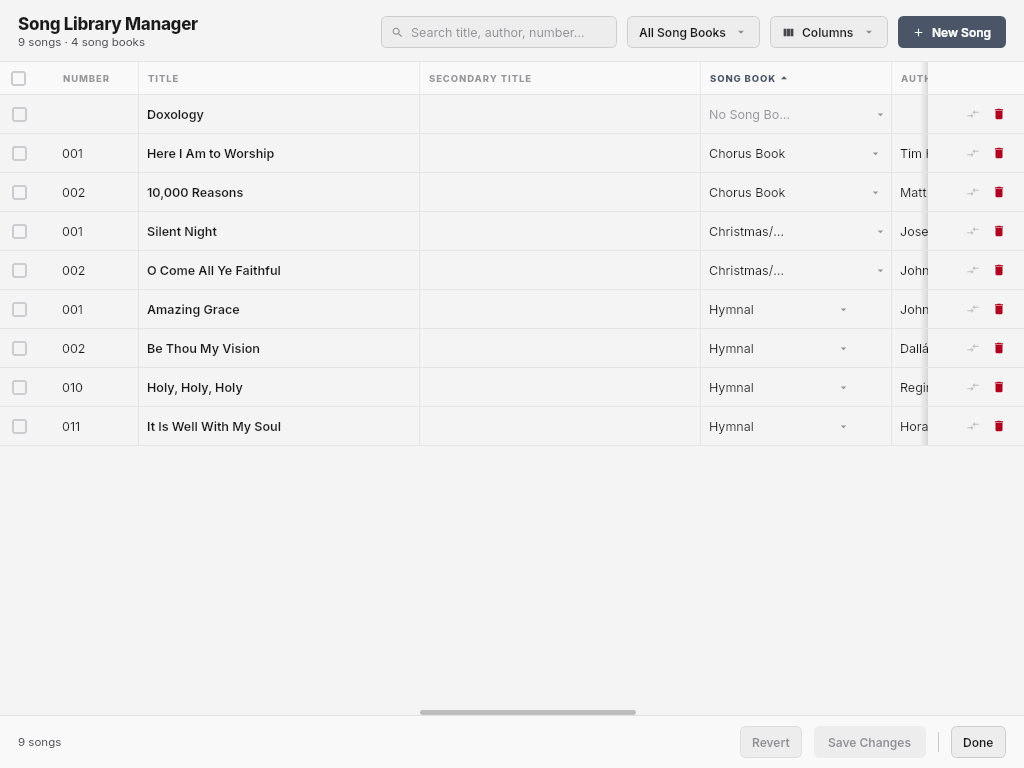 Song Library Manager
9 songs · 4 song books
Search title, author, number...
All Song Books
Columns
New Song
NUMBER TITLE SECONDARY TITLE SONG BOOK
Doxology No Song Bo...
001 Here I Am to Worship Chorus Book Tim
002 10,000 Reasons Chorus Book Matt
001 Silent Night Christmas/...
002 O Come All Ye Faithful Christmas/... John
001 Amazing Grace Hymnal John
002 Be Thou My Vision Hymnal
010 Holy, Holy, Holy Hymnal
011 It Is Well With My Soul Hymnal
9 songs
Revert
Save Changes
Done